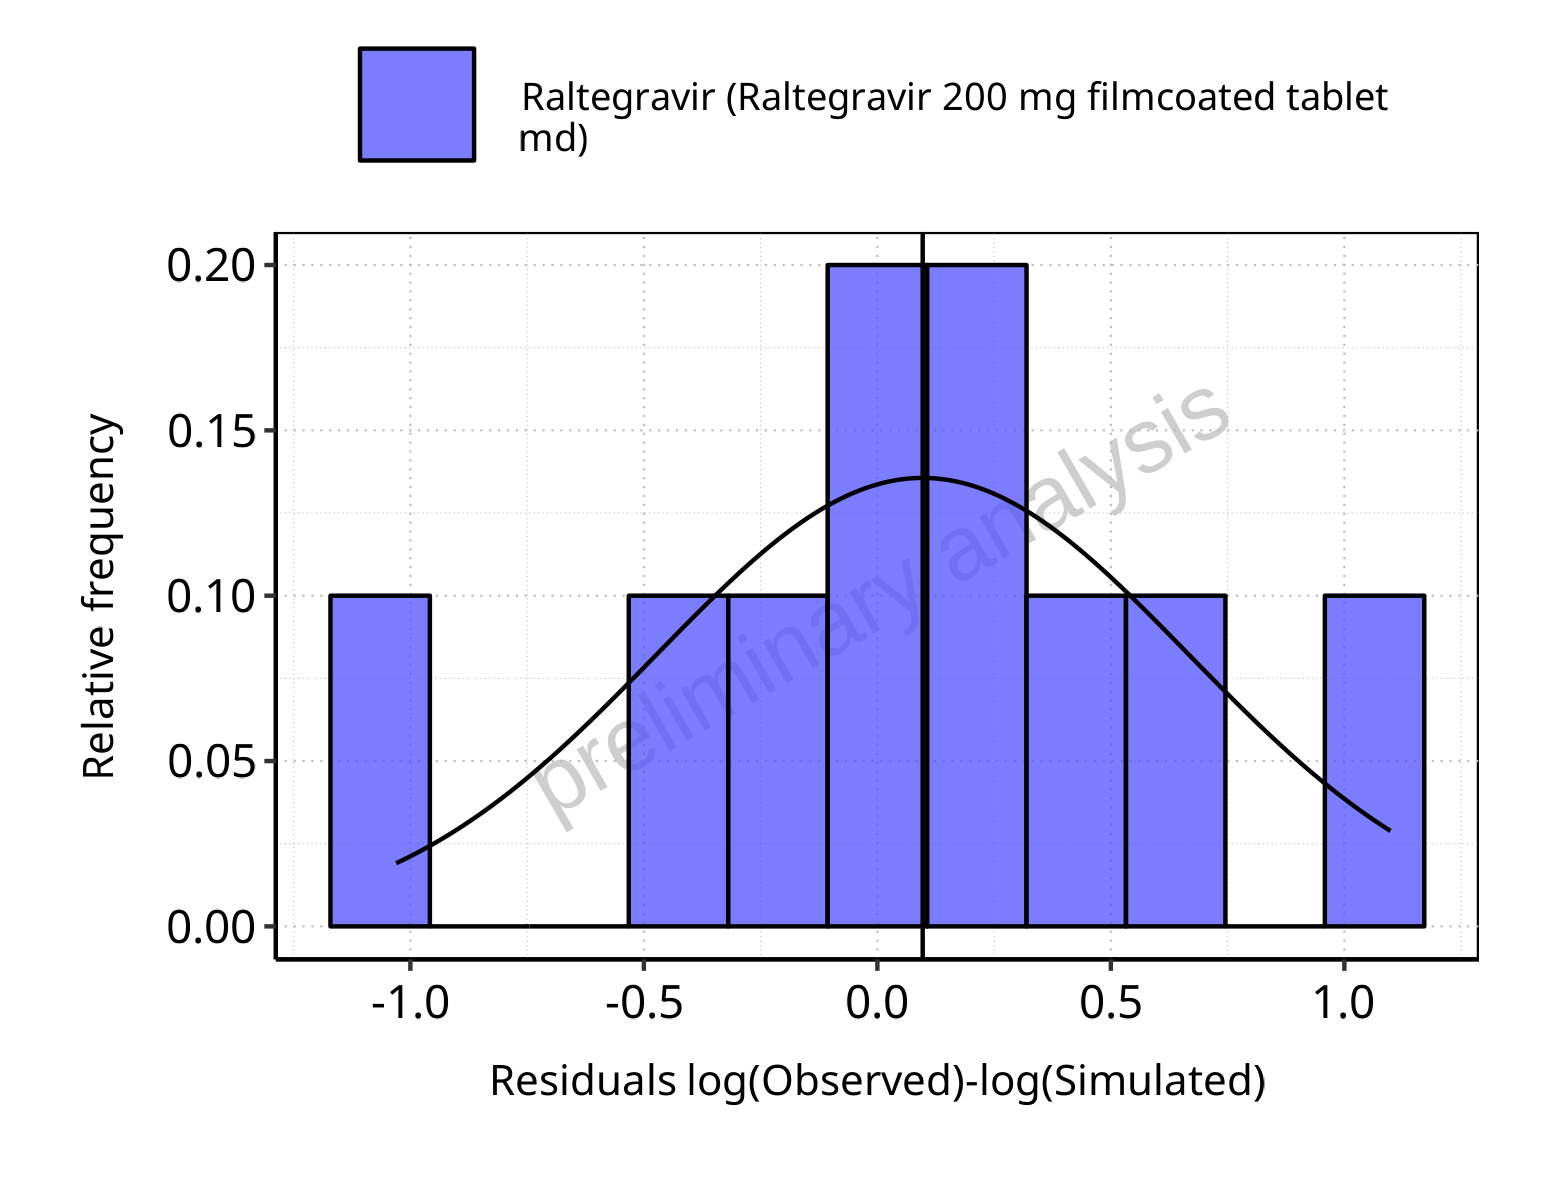 Raltegravir (Raltegravir 200 mg filmcoated tablet
md)
0.20
0.15
0.10
0.05
0.00
Relative frequency
preliminary analysis
-1.0 -0.5 0.0 0.5 1.0
Residuals log(Observed)-log(Simulated)